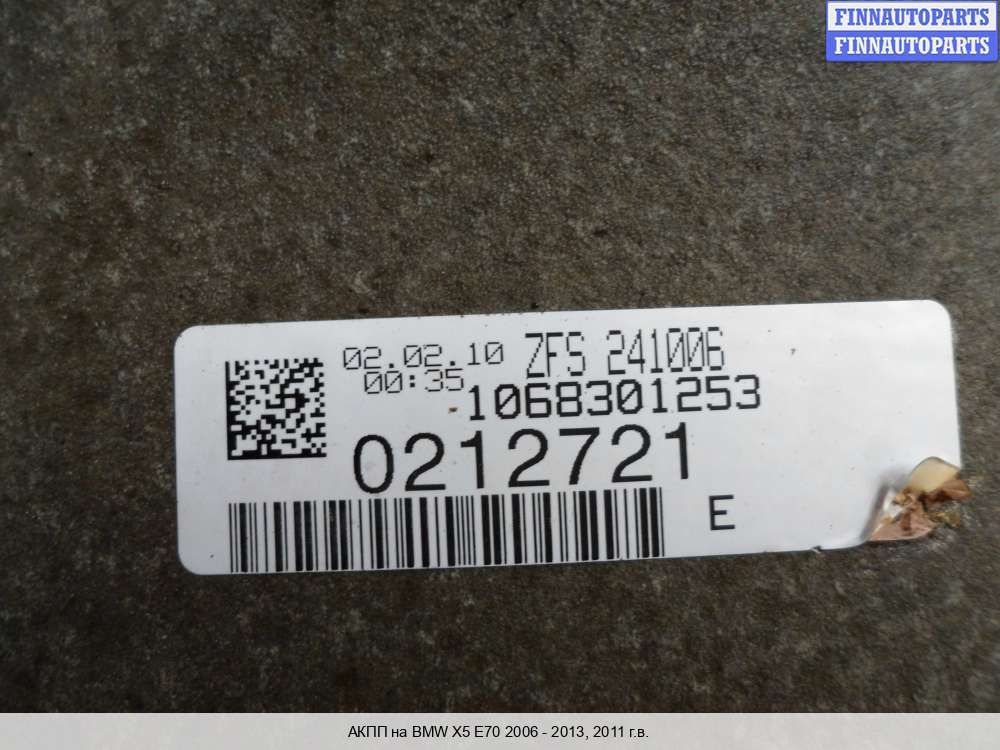 FINNAUTOPARTS
FINNAUTOPARTS
02.02.10 ZFS 241006
00:35 1068301253
0212721
E
АКПП на BMW X5 E70 2006 - 2013, 2011 г.в.